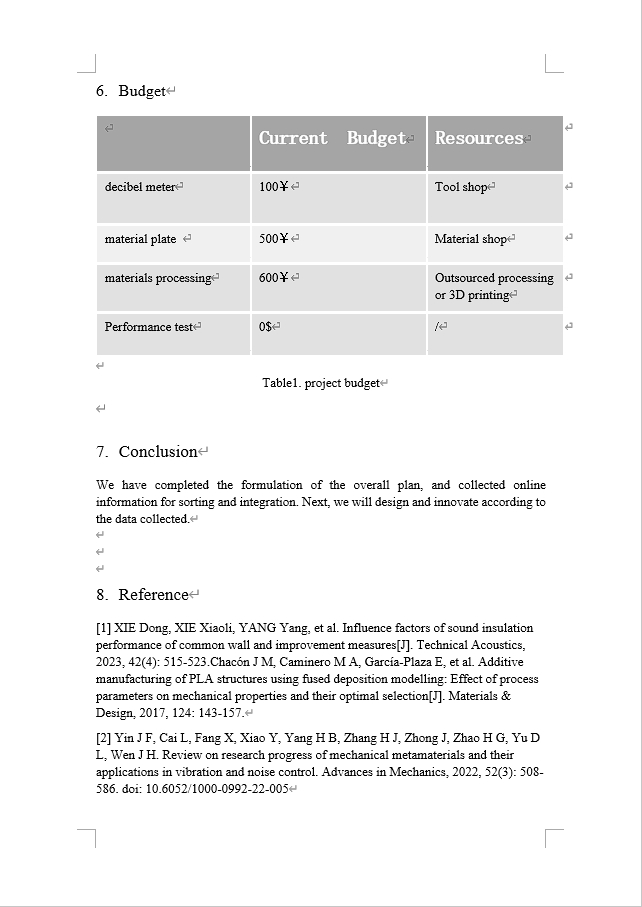 6. Budget
Current Budget Resources
decibel meter 100¥ Tool shop
material plate 500¥ Material shop
materials processing 600¥ Outsourced processing
or 3D printing
Performance test 0$ /
Table1. project budget
7. Conclusion
We have completed the formulation of the overall plan, and collected online
information for sorting and integration. Next, we will design and innovate according to
the data collected.
8. Reference
[1] XIE Dong, XIE Xiaoli, YANG Yang, et al. Influence factors of sound insulation
performance of common wall and improvement measures[J]. Technical Acoustics,
2023, 42(4): 515-523.Chacón J M, Caminero M A, García-Plaza E, et al. Additive
manufacturing of PLA structures using fused deposition modelling: Effect of process
parameters on mechanical properties and their optimal selection[J]. Materials &
Design, 2017, 124: 143-157.
[2] Yin J F, Cai L, Fang X, Xiao Y, Yang H B, Zhang H J, Zhong J, Zhao H G, Yu D
L, Wen J H. Review on research progress of mechanical metamaterials and their
applications in vibration and noise control. Advances in Mechanics, 2022, 52(3): 508-
586. doi: 10.6052/1000-0992-22-005